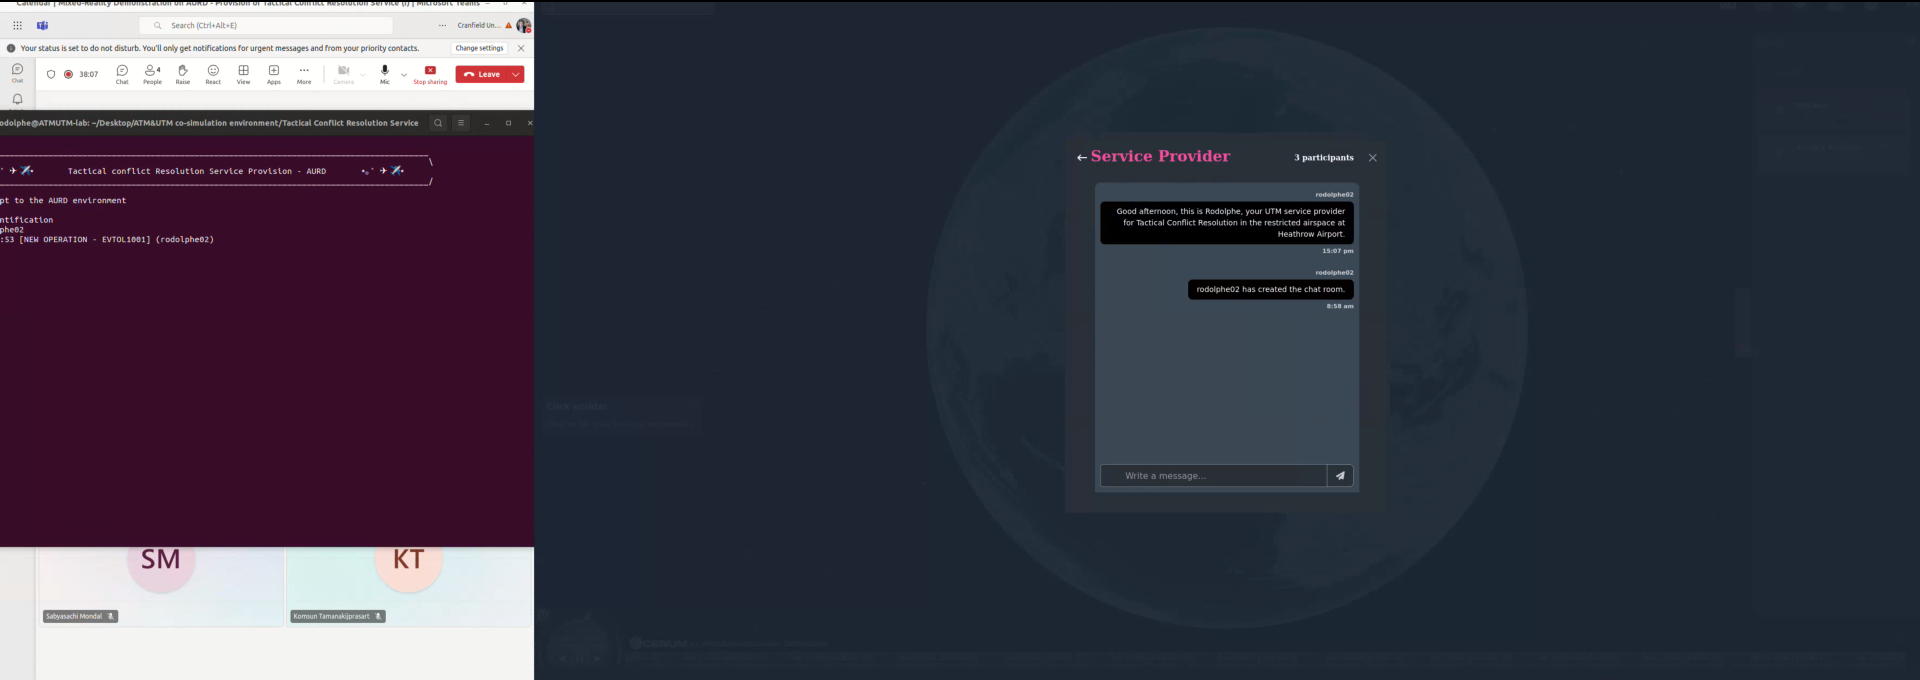 Calendar | Mixed-Reality Demonstration on AURD - Provision of Tactical Conflict Resolution Service (I) | Microsoft Teams
Search (Ctrl+Alt+E)
Cranfield Un...
Your status is set to do not disturb. You'll only get notifications for urgent messages and from your priority contacts.
Change settings
Chat
38:07
Chat
4
People
Raise
React
View
Apps
More
Camera
Mic
Stop sharing
Leave
odolphe@ATMUTM-lab: ~/Desktop/ATM&UTM co-simulation environment/Tactical Conflict Resolution Service
Tactical conflict Resolution Service Provision - AURD
pt to the AURD environment
ntification
phe02
:53 [NEW OPERATION - EVTOL1001] (rodolphe02)
SM
KT
Sabyasachi Mondal
Komsun Tamanakijprasart
Service Provider
3 participants
rodolphe02
Good afternoon, this is Rodolphe, your UTM service provider
for Tactical Conflict Resolution in the restricted airspace at
Heathrow Airport.
15:07 pm
rodolphe02
rodolphe02 has created the chat room.
8:58 am
Write a message...